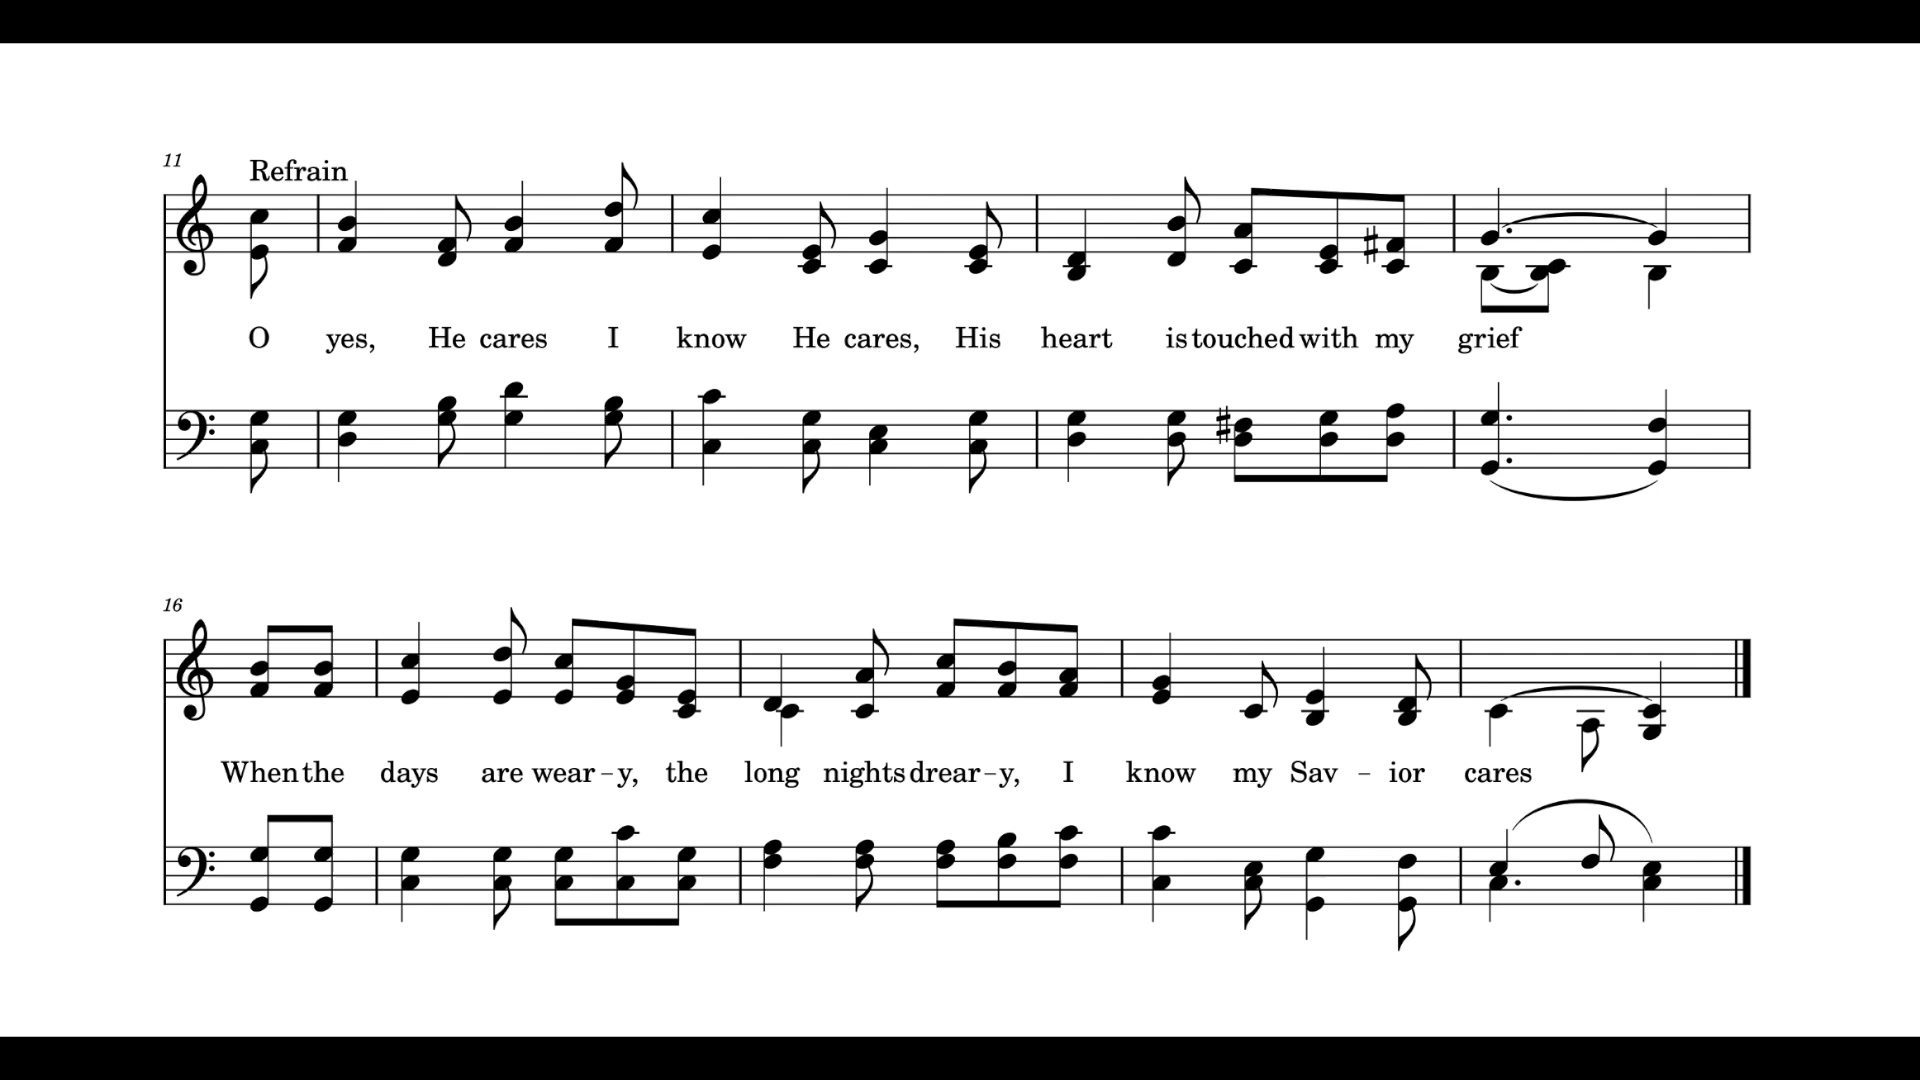 11
Refrain
O yes, He cares I know He cares, His heart is touched with my grief
16
When the days are wear-y, the long nights drear-y, I know my Sav-ior cares